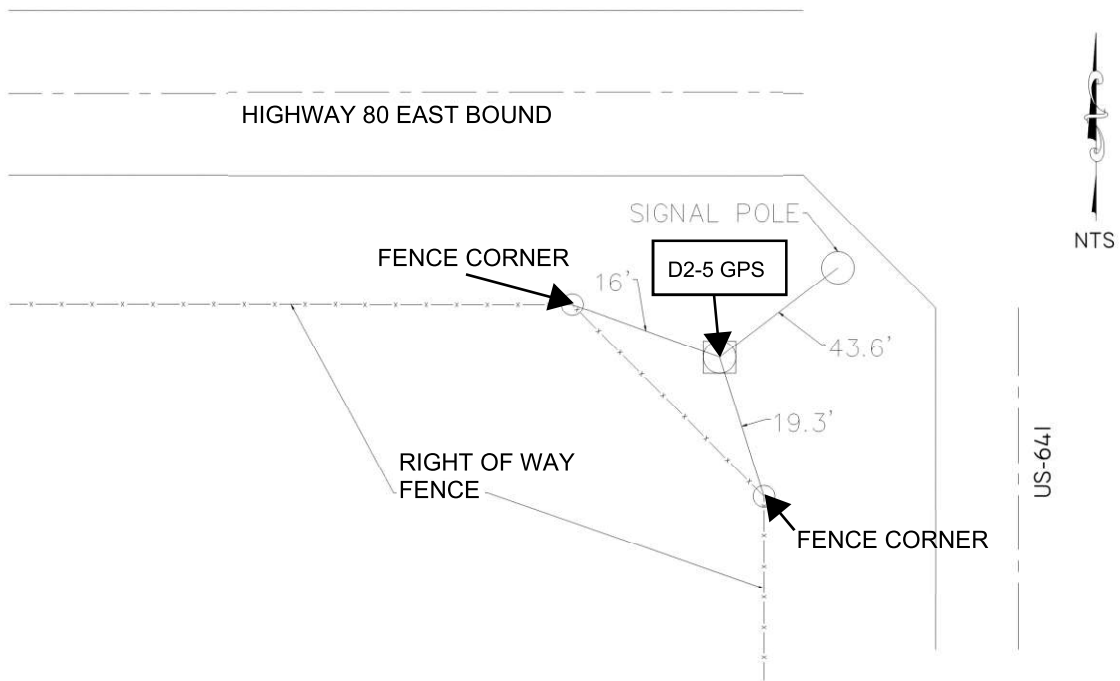 HIGHWAY 80 EAST BOUND
NTS
SIGNAL POLE
FENCE CORNER
D2-5 GPS
16'
43.6'
19.3'
RIGHT OF WAY
FENCE
US-641
FENCE CORNER